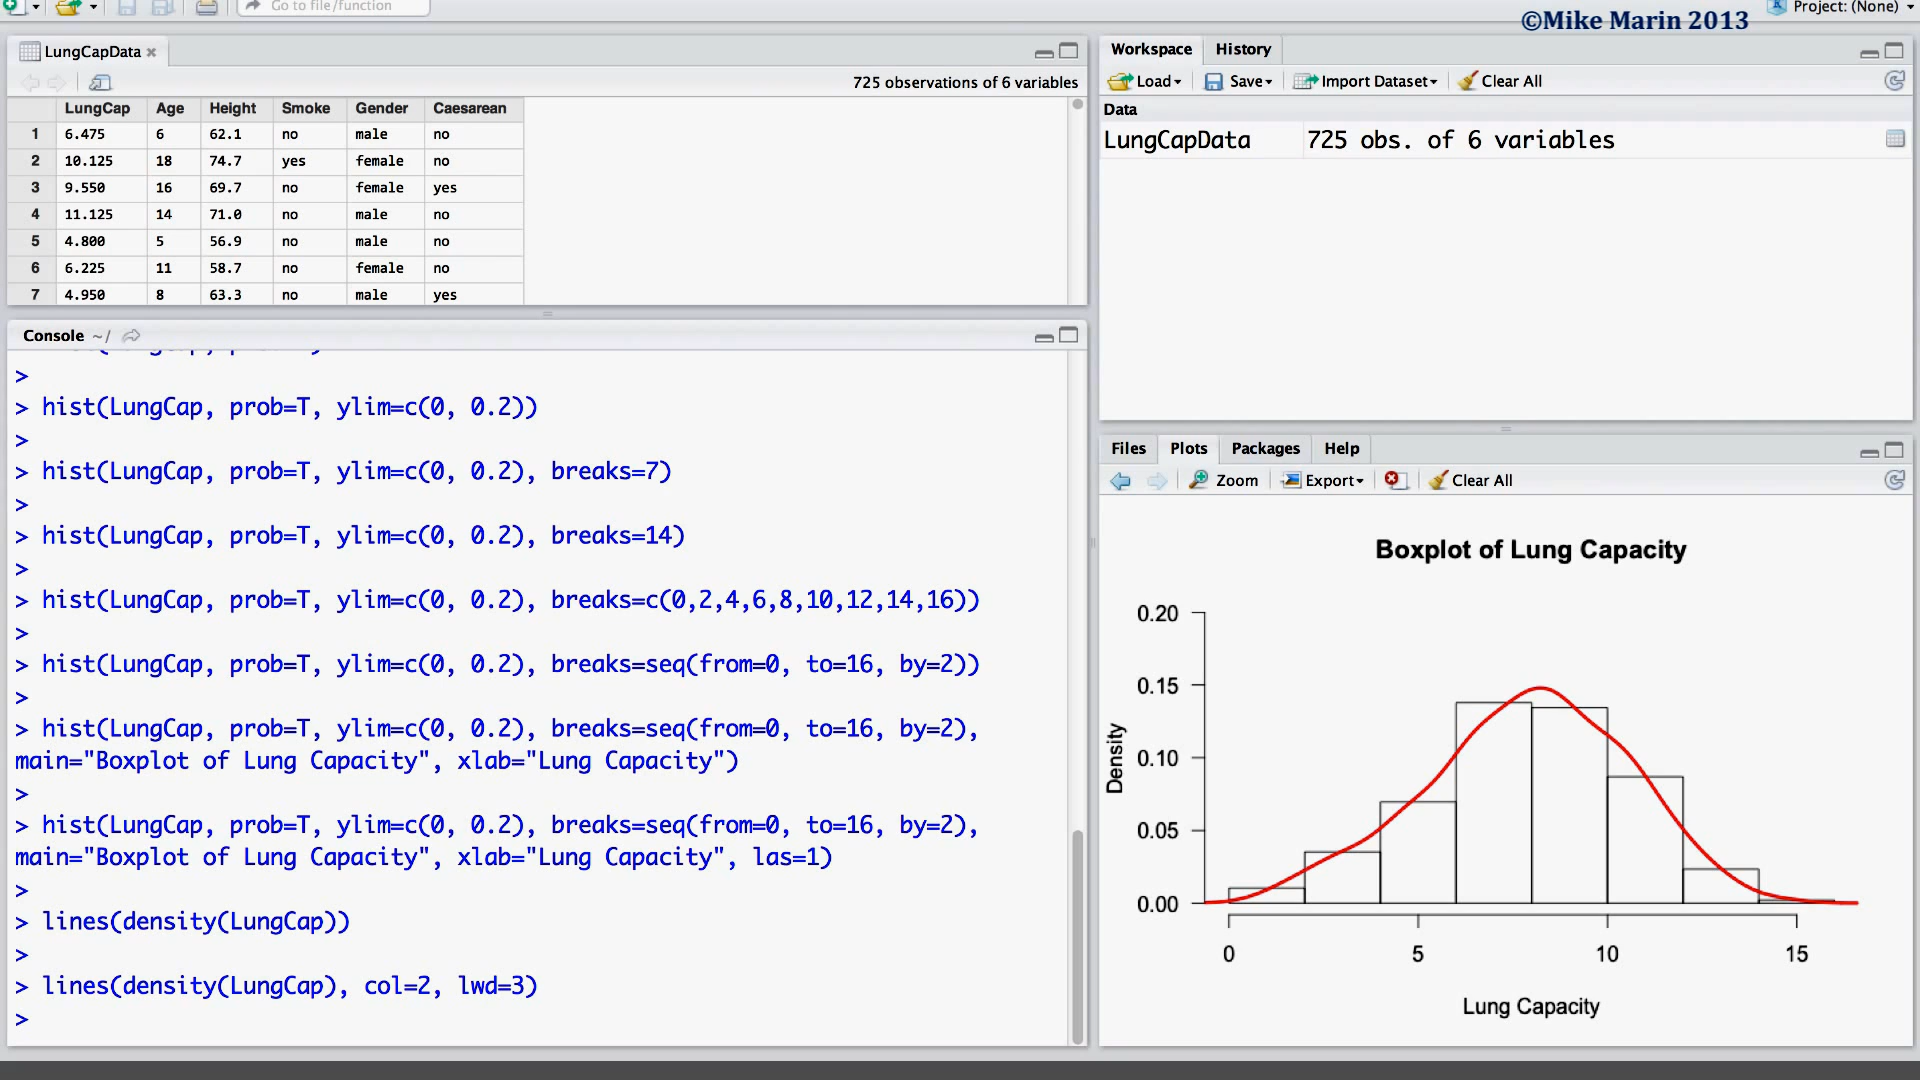 Go to file/function
©Mike Marin 2013
Project: (None)
LungCapData
725 observations of 6 variables
LungCap Age Height Smoke Gender Caesarean
1 6.475 6 62.1 no male no
2 10.125 18 74.7 yes female no
3 9.550 16 69.7 no female yes
4 11.125 14 71.0 no male no
5 4.800 5 56.9 no male no
6 6.225 11 58.7 no female no
7 4.950 8 63.3 no male yes
Console ~/
>
> hist(LungCap, prob=T, ylim=c(0, 0.2))
>
> hist(LungCap, prob=T, ylim=c(0, 0.2), breaks=7)
>
> hist(LungCap, prob=T, ylim=c(0, 0.2), breaks=14)
>
> hist(LungCap, prob=T, ylim=c(0, 0.2), breaks=c(0,2,4,6,8,10,12,14,16))
>
> hist(LungCap, prob=T, ylim=c(0, 0.2), breaks=seq(from=0, to=16, by=2))
>
> hist(LungCap, prob=T, ylim=c(0, 0.2), breaks=seq(from=0, to=16, by=2),
main="Boxplot of Lung Capacity", xlab="Lung Capacity")
>
> hist(LungCap, prob=T, ylim=c(0, 0.2), breaks=seq(from=0, to=16, by=2),
main="Boxplot of Lung Capacity", xlab="Lung Capacity", las=1)
>
> lines(density(LungCap))
>
> lines(density(LungCap), col=2, lwd=3)
>
Workspace History
Load Save Import Dataset Clear All
Data
LungCapData 725 obs. of 6 variables
Files Plots Packages Help
Zoom Export Clear All
Boxplot of Lung Capacity
0.20
0.15
0.10
0.05
0.00
Density
0 5 10 15
Lung Capacity